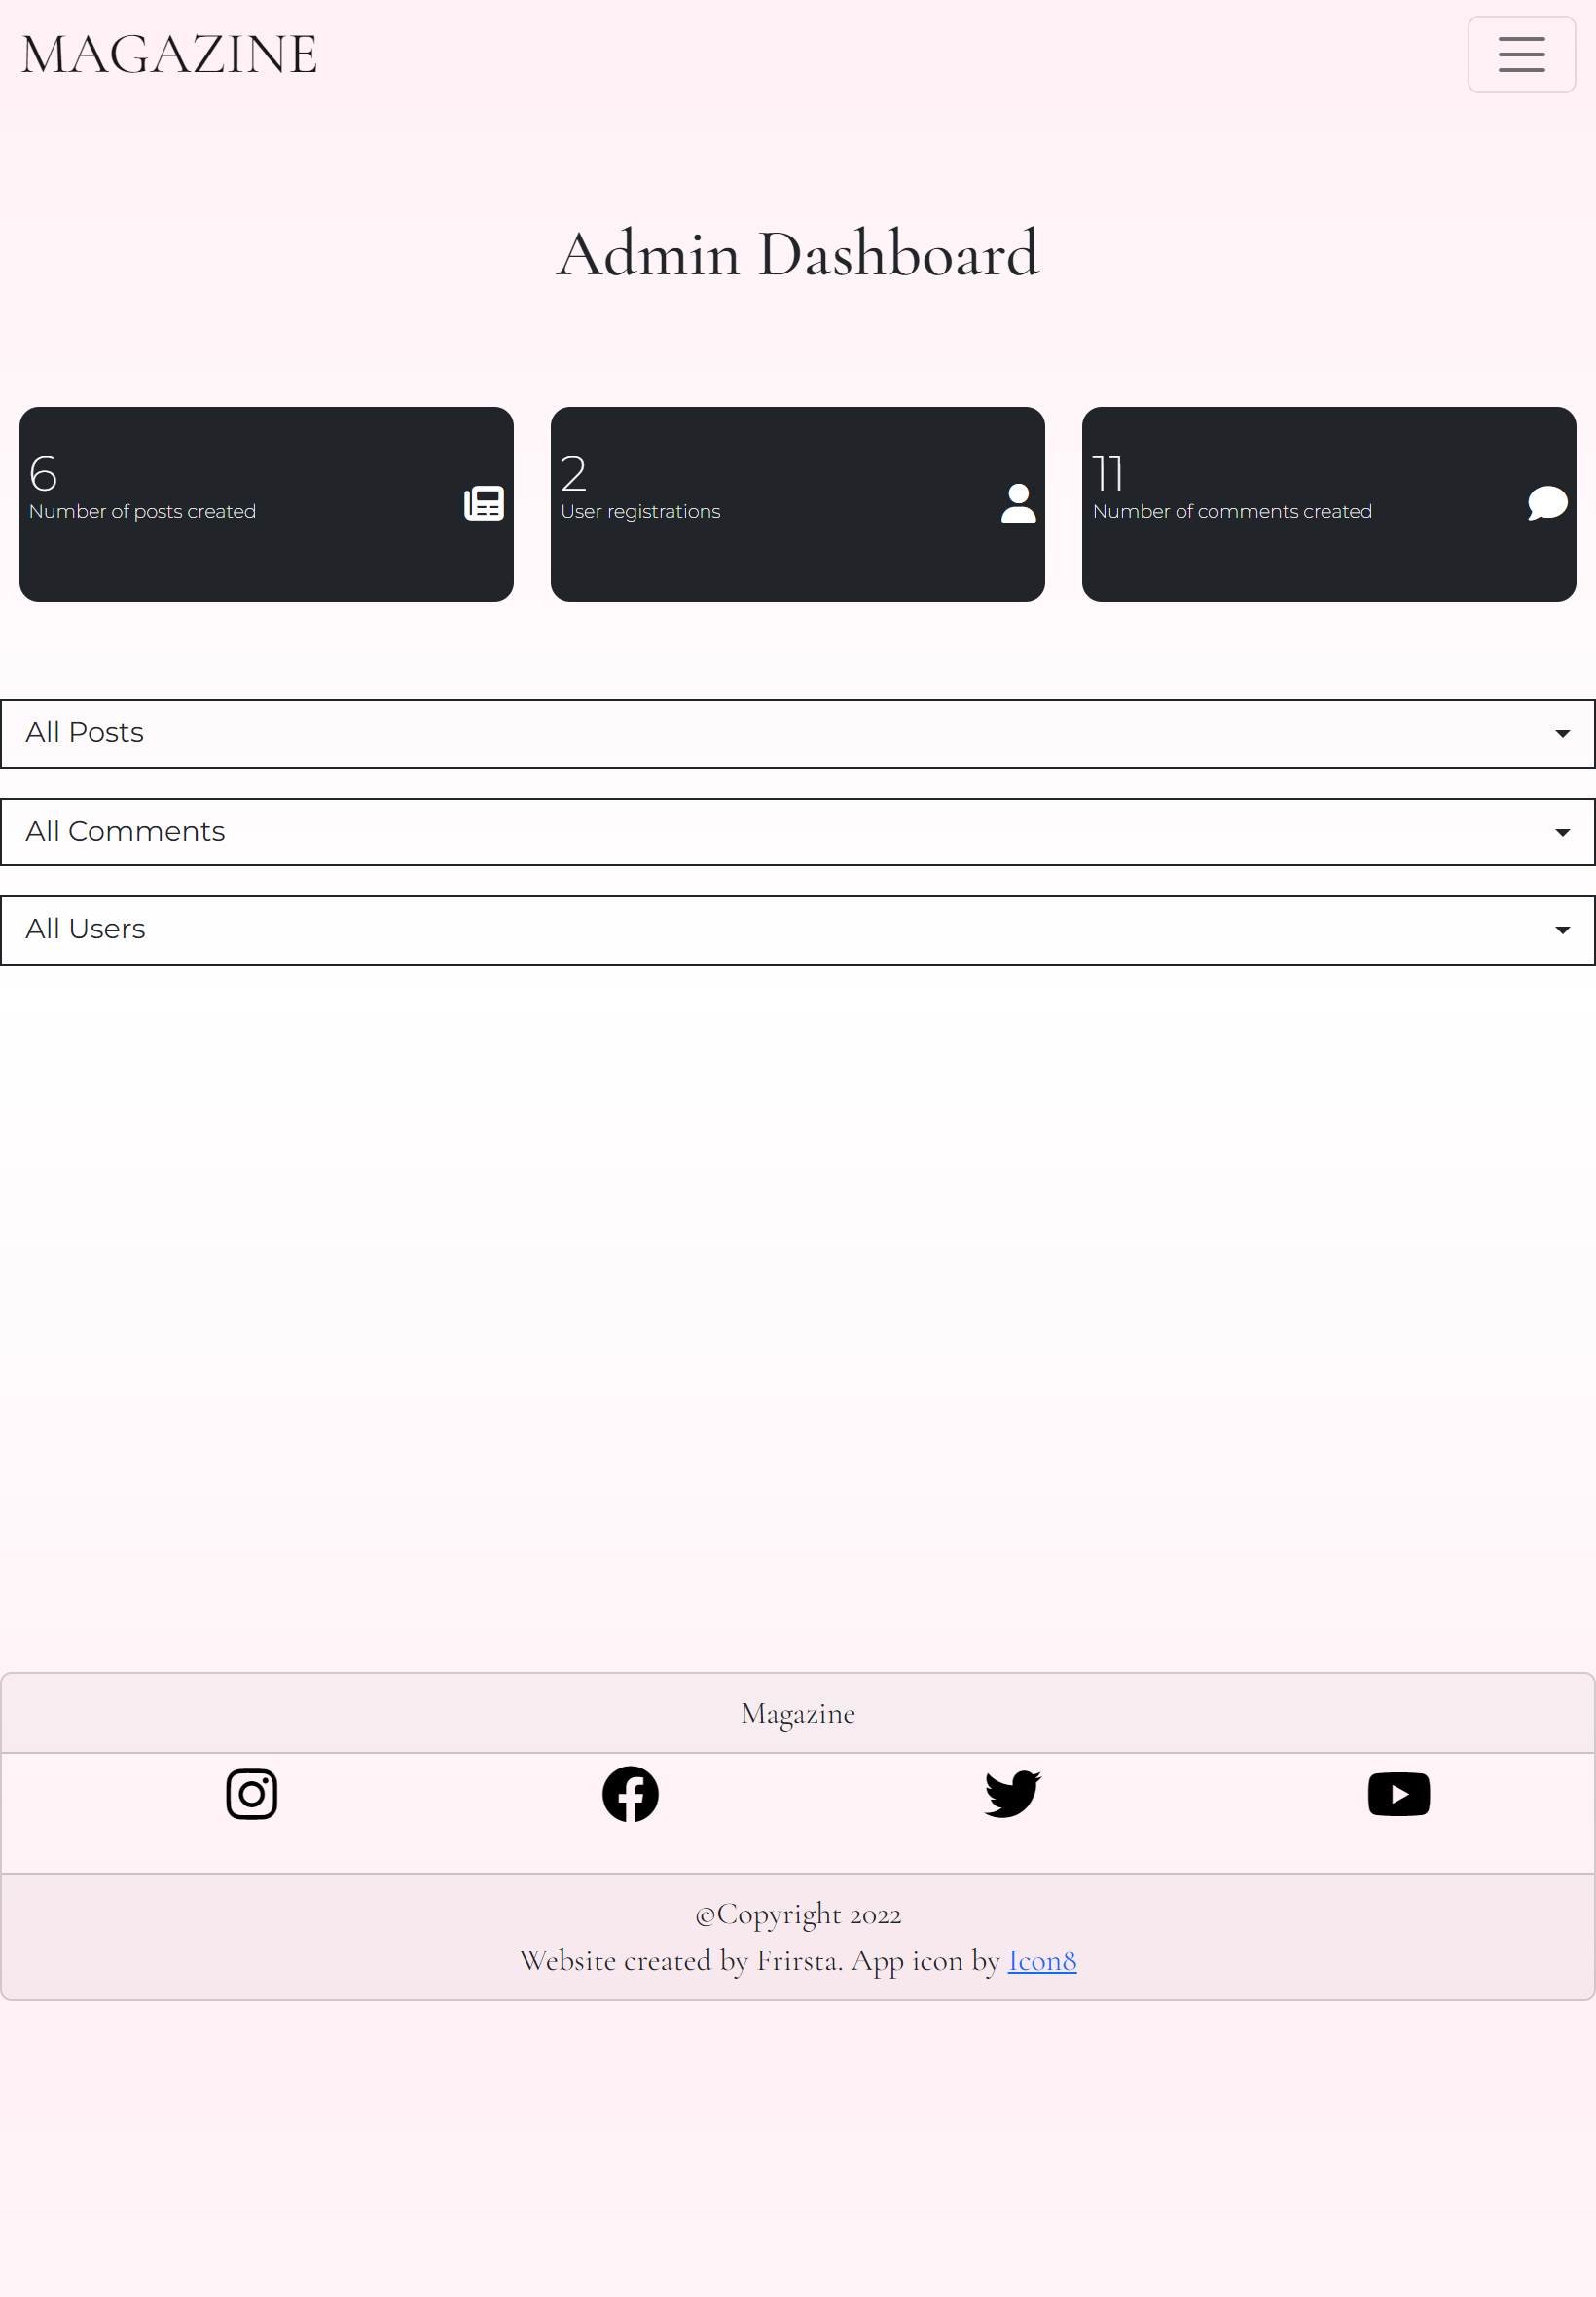 MAGAZINE
Admin Dashboard
6
Number of posts created
2
User registrations
11
Number of comments created
All Posts
All Comments
All Users
Magazine
©Copyright 2022
Website created by Frirsta. App icon by Icon8